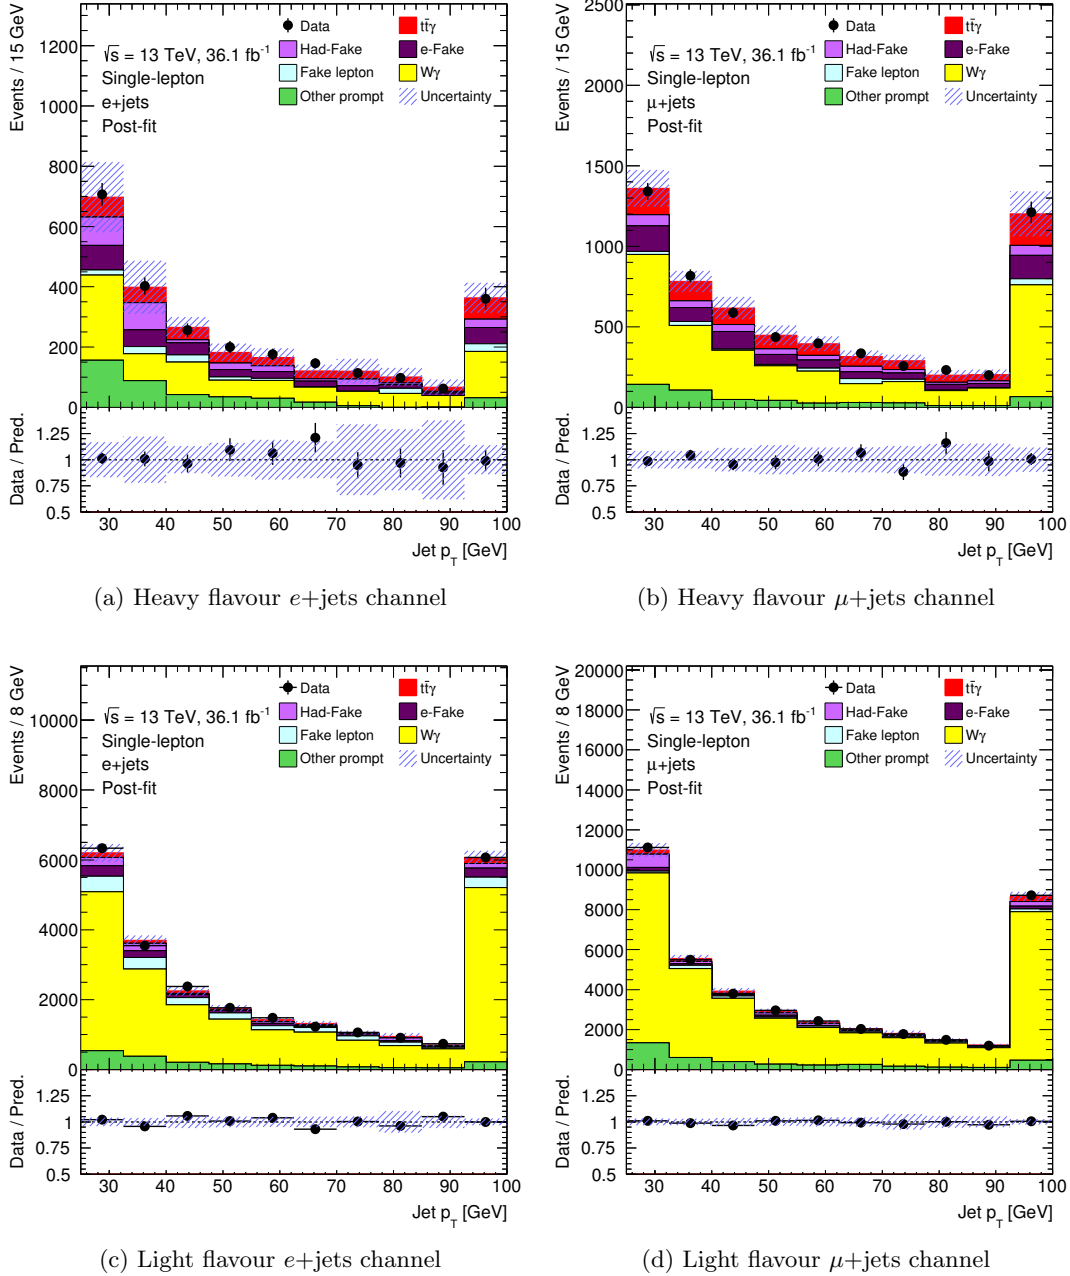 Events / 15 GeV
1200
1000
800
600
400
200
0
√s = 13 TeV, 36.1 fb⁻¹
Single-lepton
e+jets
Post-fit
Data
tt̄γ
Had-Fake
e-Fake
Fake lepton
Wγ
Other prompt
Uncertainty
Data / Pred.
1.25
1
0.75
0.5
30 40 50 60 70 80 90 100
Jet p_T [GeV]
(a) Heavy flavour e+jets channel
Events / 15 GeV
2500
2000
1500
1000
500
0
√s = 13 TeV, 36.1 fb⁻¹
Single-lepton
μ+jets
Post-fit
Data
tt̄γ
Had-Fake
e-Fake
Fake lepton
Wγ
Other prompt
Uncertainty
Data / Pred.
1.25
1
0.75
0.5
30 40 50 60 70 80 90 100
Jet p_T [GeV]
(b) Heavy flavour μ+jets channel
Events / 8 GeV
10000
8000
6000
4000
2000
0
√s = 13 TeV, 36.1 fb⁻¹
Single-lepton
e+jets
Post-fit
Data
tt̄γ
Had-Fake
e-Fake
Fake lepton
Wγ
Other prompt
Uncertainty
Data / Pred.
1.25
1
0.75
0.5
30 40 50 60 70 80 90 100
Jet p_T [GeV]
(c) Light flavour e+jets channel
Events / 8 GeV
20000
18000
16000
14000
12000
10000
8000
6000
4000
2000
0
√s = 13 TeV, 36.1 fb⁻¹
Single-lepton
μ+jets
Post-fit
Data
tt̄γ
Had-Fake
e-Fake
Fake lepton
Wγ
Other prompt
Uncertainty
Data / Pred.
1.25
1
0.75
0.5
30 40 50 60 70 80 90 100
Jet p_T [GeV]
(d) Light flavour μ+jets channel